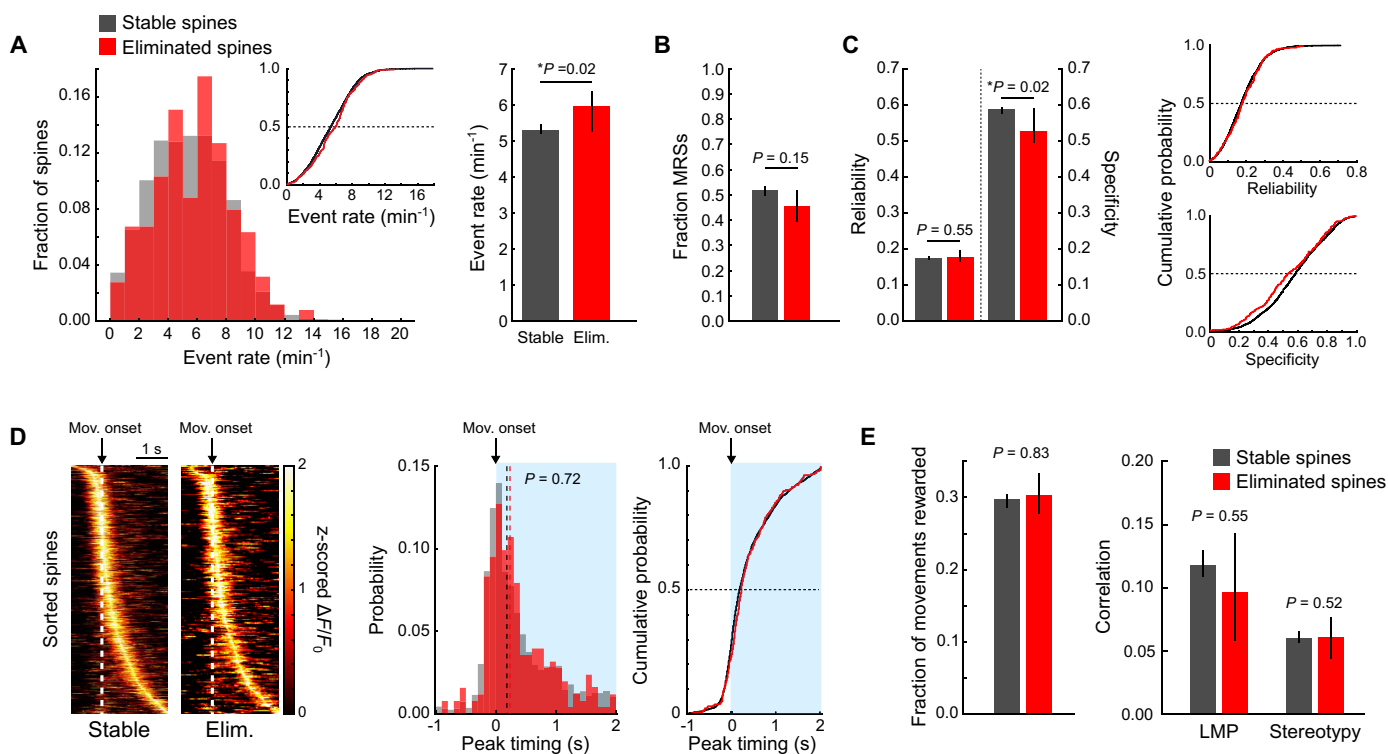 Stable spines
Eliminated spines
A
Fraction of spines
0.16
0.12
0.08
0.04
0.00
0 2 4 6 8 10 12 14 16 18 20
Event rate (min⁻¹)
1.0
0.5
0.0
0 4 8 12 16
Event rate (min⁻¹)
*P =0.02
Event rate (min⁻¹)
7
6
5
4
3
2
1
0
Stable Elim.
B
Fraction MRSs
1.0
0.9
0.8
0.7
0.6
0.5
0.4
0.3
0.2
0.1
0.0
P = 0.15
C
Reliability
0.7
0.6
0.5
0.4
0.3
0.2
0.1
0.0
P = 0.55
*P = 0.02
0.7
0.6
0.5
0.4
0.3
0.2
0.1
0.0
Specificity
Cumulative probability
1.0
0.5
0.0
0 0.2 0.4 0.6 0.8
Reliability
1.0
0.5
0.0
0 0.2 0.4 0.6 0.8 1.0
Specificity
D
Mov. onset
Mov. onset
1 s
Sorted spines
Stable
Elim.
2
1
0
z-scored ΔF/F₀
Mov. onset
Probability
0.15
0.10
0.05
0.00
P = 0.72
-1 0 1 2
Peak timing (s)
Mov. onset
Cumulative probability
1.0
0.5
0.0
-1 0 1 2
Peak timing (s)
E
Fraction of movements rewarded
0.3
0.2
0.1
0.0
P = 0.83
Correlation
0.20
0.15
0.10
0.05
0.00
Stable spines
Eliminated spines
P = 0.55
P = 0.52
LMP Stereotypy